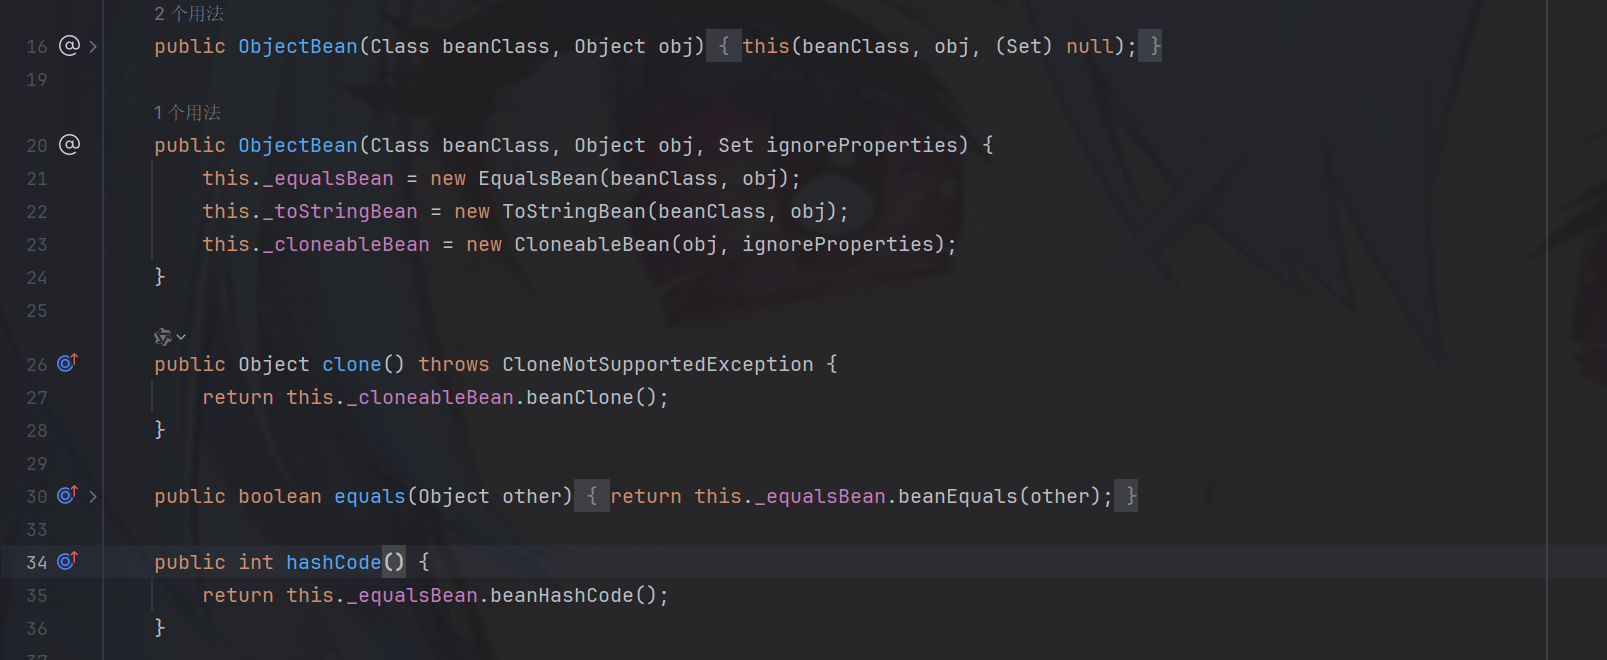 2 个用法
16 public ObjectBean(Class beanClass, Object obj) { this(beanClass, obj, (Set) null); }
19
1 个用法
20 public ObjectBean(Class beanClass, Object obj, Set ignoreProperties) {
21 this._equalsBean = new EqualsBean(beanClass, obj);
22 this._toStringBean = new ToStringBean(beanClass, obj);
23 this._cloneableBean = new CloneableBean(obj, ignoreProperties);
24 }
25
26 public Object clone() throws CloneNotSupportedException {
27 return this._cloneableBean.beanClone();
28 }
29
30 public boolean equals(Object other) { return this._equalsBean.beanEquals(other); }
33
34 public int hashCode() {
35 return this._equalsBean.beanHashCode();
36 }
37